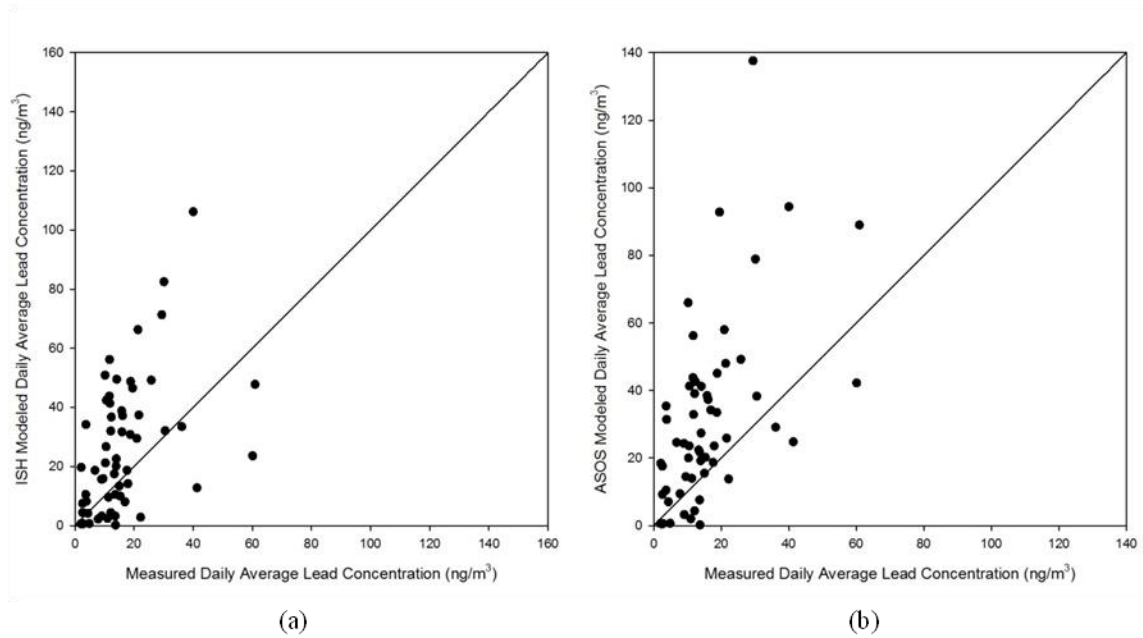 160
140
120
100
80
60
40
20
0
ISH Modeled Daily Average Lead Concentration (ng/m³)
0 20 40 60 80 100 120 140 160
Measured Daily Average Lead Concentration (ng/m³)
(a)
140
120
100
80
60
40
20
0
ASOS Modeled Daily Average Lead Concentration (ng/m³)
0 20 40 60 80 100 120 140
Measured Daily Average Lead Concentration (ng/m³)
(b)